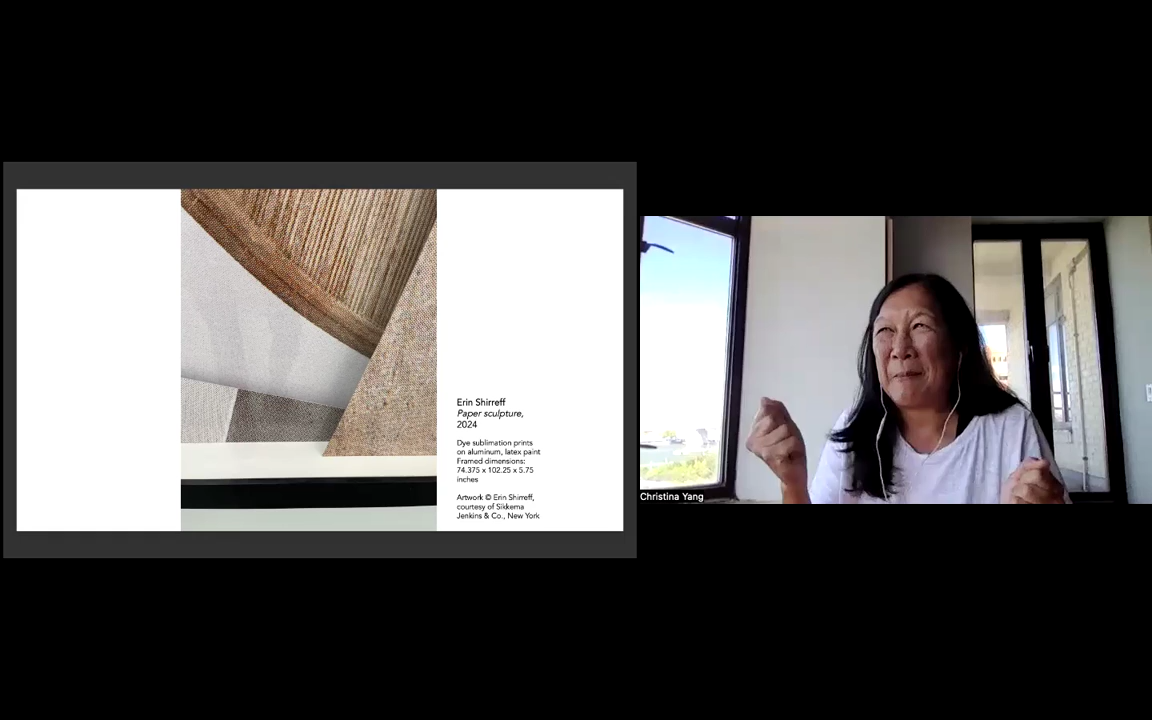 Erin Shirreff
Paper sculpture,
2024
Dye sublimation prints
on aluminum, latex paint
Framed dimensions:
74.375 x 102.25 x 5.75
inches
Artwork © Erin Shirreff,
courtesy of Sikkema
Jenkins & Co., New York
Christina Yang